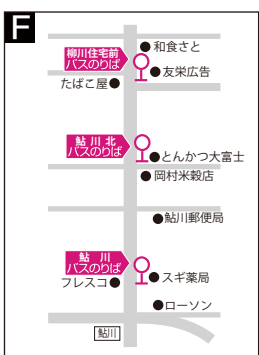 F
和食さと
柳川住宅前
バスのりば
友栄広告
たばこ屋
鮎川北
バスのりば
とんかつ大富士
岡村米穀店
鮎川郵便局
鮎川
バスのりば
スギ薬局
フレスコ
ローソン
鮎川